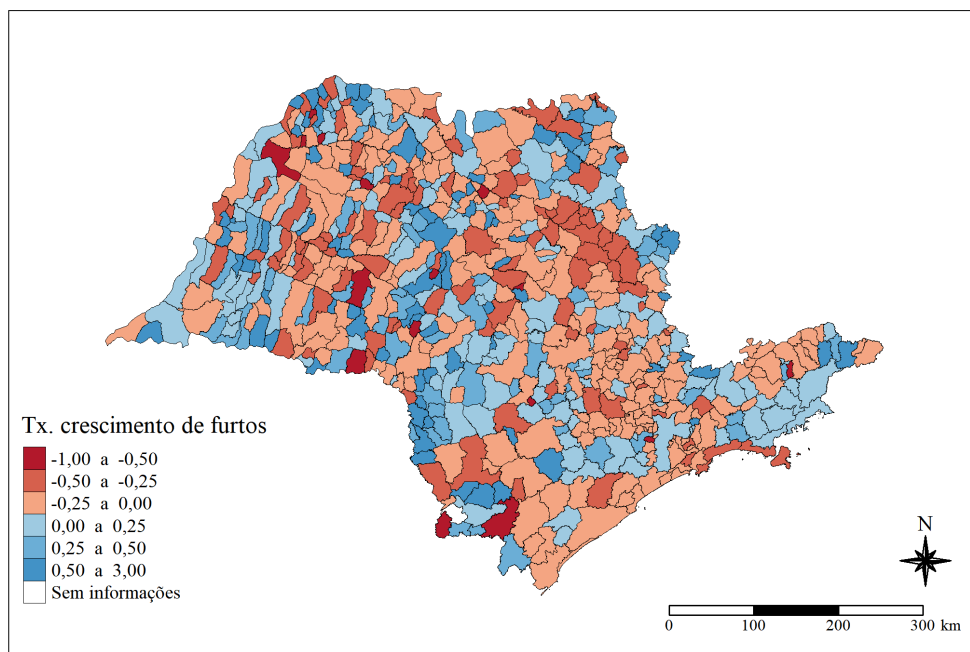 Tx. crescimento de furtos
-1,00 a -0,50
-0,50 a -0,25
-0,25 a 0,00
0,00 a 0,25
0,25 a 0,50
0,50 a 3,00
Sem informações
N
0 100 200 300 km